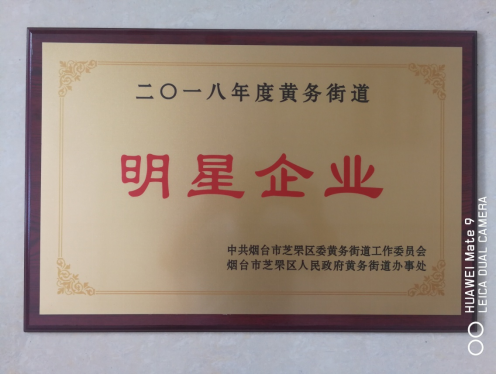 二〇一八年度黄务街道
明星企业
中共烟台市芝罘区委黄务街道工作委员会
烟台市芝罘区人民政府黄务街道办事处
HUAWEI Mate 9
LEICA DUAL CAMERA